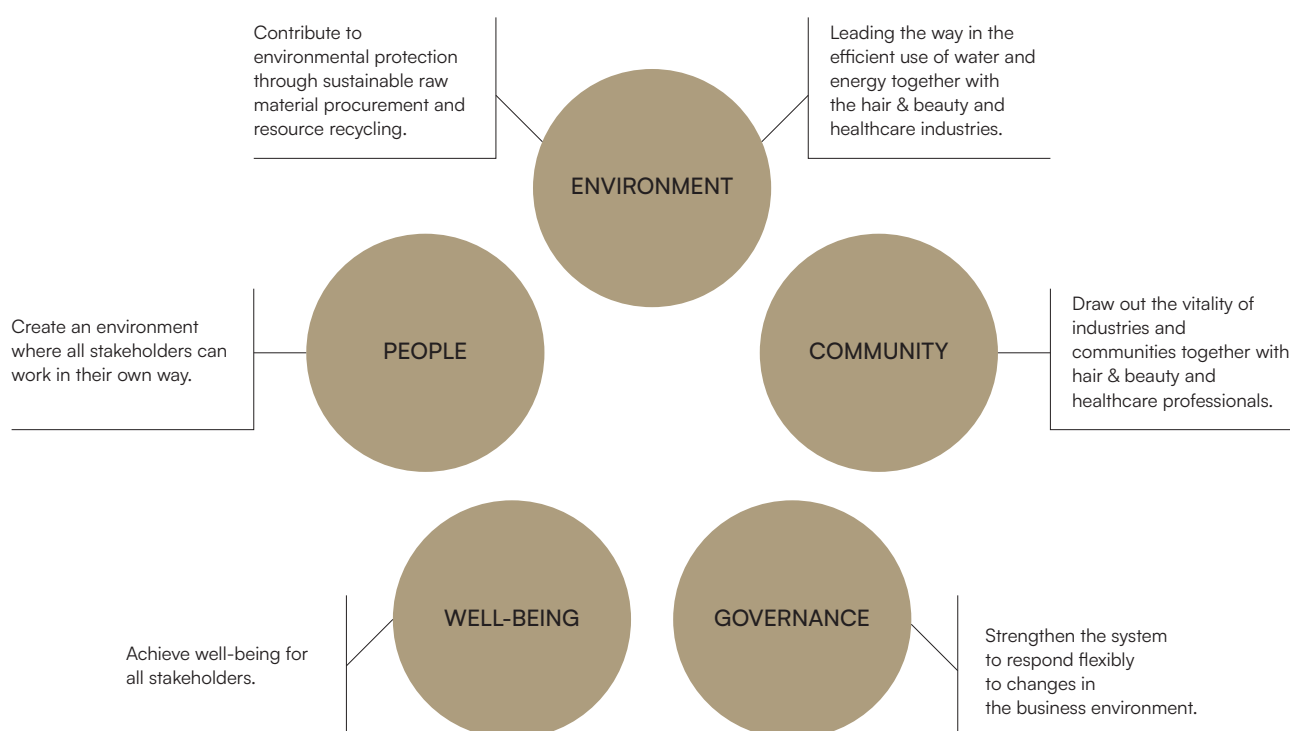 Contribute to
environmental protection
through sustainable raw
material procurement and
resource recycling.
Leading the way in the
efficient use of water and
energy together with
the hair & beauty and
healthcare industries.
ENVIRONMENT
PEOPLE
Create an environment
where all stakeholders can
work in their own way.
COMMUNITY
Draw out the vitality of
industries and
communities together with
hair & beauty and
healthcare professionals.
WELL-BEING
Achieve well-being for
all stakeholders.
GOVERNANCE
Strengthen the system
to respond flexibly
to changes in
the business environment.